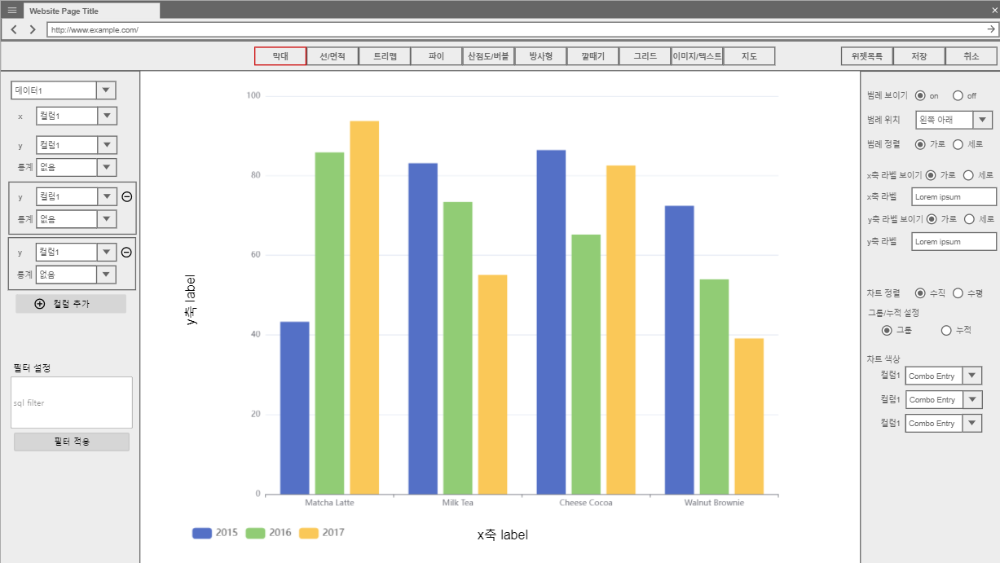 Website Page Title
http://www.example.com/
막대 선/면적 트리맵 파이 산점도/버블 방사형 깔때기 그리드 이미지/텍스트 지도 위젯목록 저장 취소
데이터1
x 컬럼1
y 컬럼1
통계 없음
y 컬럼1
통계 없음
y 컬럼1
통계 없음
컬럼 추가
필터 설정
sql filter
필터 적용
100
80
60
40
20
0
y축 label
Matcha Latte Milk Tea Cheese Cocoa Walnut Brownie
2015 2016 2017
x축 label
범례 보이기 on off
범례 위치 왼쪽 아래
범례 정렬 가로 세로
x축 라벨 보이기 가로 세로
x축 라벨 Lorem ipsum
y축 라벨 보이기 가로 세로
y축 라벨 Lorem ipsum
차트 정렬 수직 수평
그룹/누적 설정
그룹 누적
차트 색상
컬럼1 Combo Entry
컬럼1 Combo Entry
컬럼1 Combo Entry